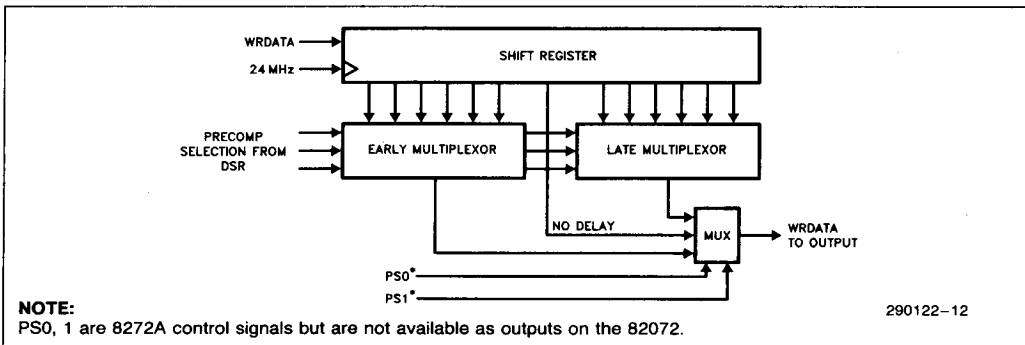 WRDATA
24 MHz
SHIFT REGISTER
PRECOMP
SELECTION FROM
DSR
EARLY MULTIPLEXOR
LATE MULTIPLEXOR
NO DELAY
MUX
WRDATA
TO OUTPUT
PS0*
PS1*
NOTE:
290122–12
PS0, 1 are 8272A control signals but are not available as outputs on the 82072.